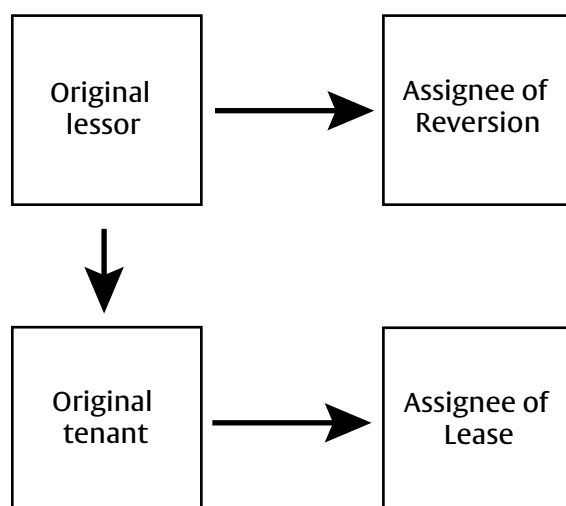 Original
lessor
Assignee of
Reversion
Original
tenant
Assignee of
Lease